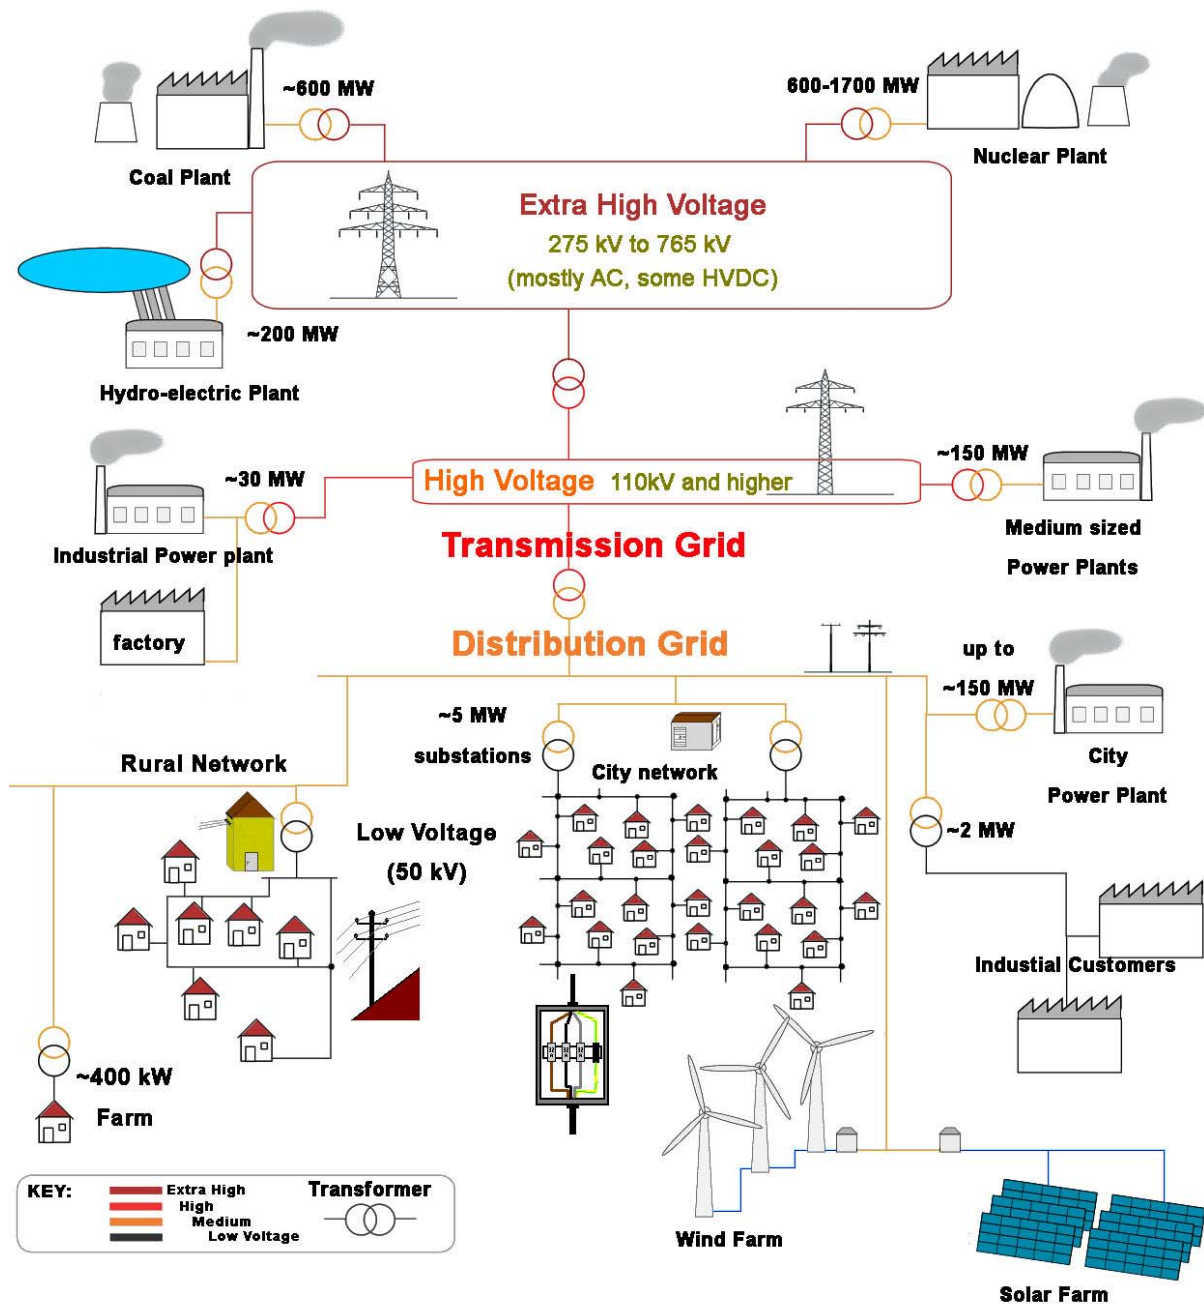 ~600 MW
600-1700 MW
Coal Plant
Nuclear Plant
Extra High Voltage
275 kV to 765 kV
(mostly AC, some HVDC)
~200 MW
Hydro-electric Plant
~30 MW
High Voltage 110kV and higher
~150 MW
Industrial Power plant
Medium sized
Power Plants
Transmission Grid
factory
Distribution Grid
up to
~150 MW
~5 MW
substations
City
Power Plant
Rural Network
City network
Low Voltage
(50 kV)
~2 MW
Industial Customers
~400 kW
Farm
KEY:
Extra High
High
Medium
Low Voltage
Transformer
Wind Farm
Solar Farm